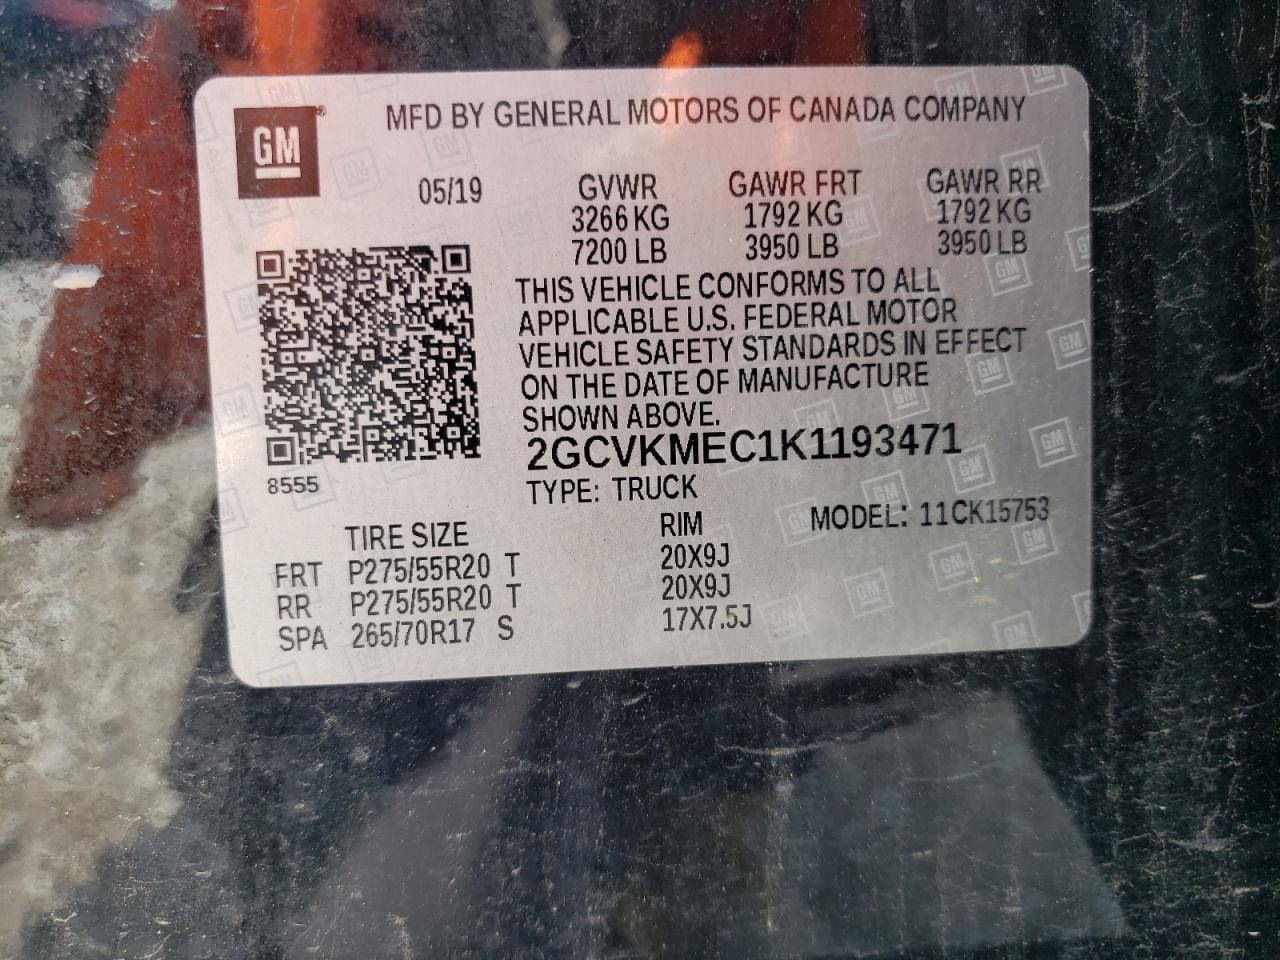 GM
MFD BY GENERAL MOTORS OF CANADA COMPANY
05/19 GVWR GAWR FRT GAWR RR
3266 KG 1792 KG 1792 KG
7200 LB 3950 LB 3950 LB
THIS VEHICLE CONFORMS TO ALL
APPLICABLE U.S. FEDERAL MOTOR
VEHICLE SAFETY STANDARDS IN EFFECT
ON THE DATE OF MANUFACTURE
SHOWN ABOVE.
2GCVKMEC1K1193471
8555
TYPE: TRUCK
MODEL: 11CK15753
TIRE SIZE RIM
FRT P275/55R20 T 20X9J
RR P275/55R20 T 20X9J
SPA 265/70R17 S 17X7.5J